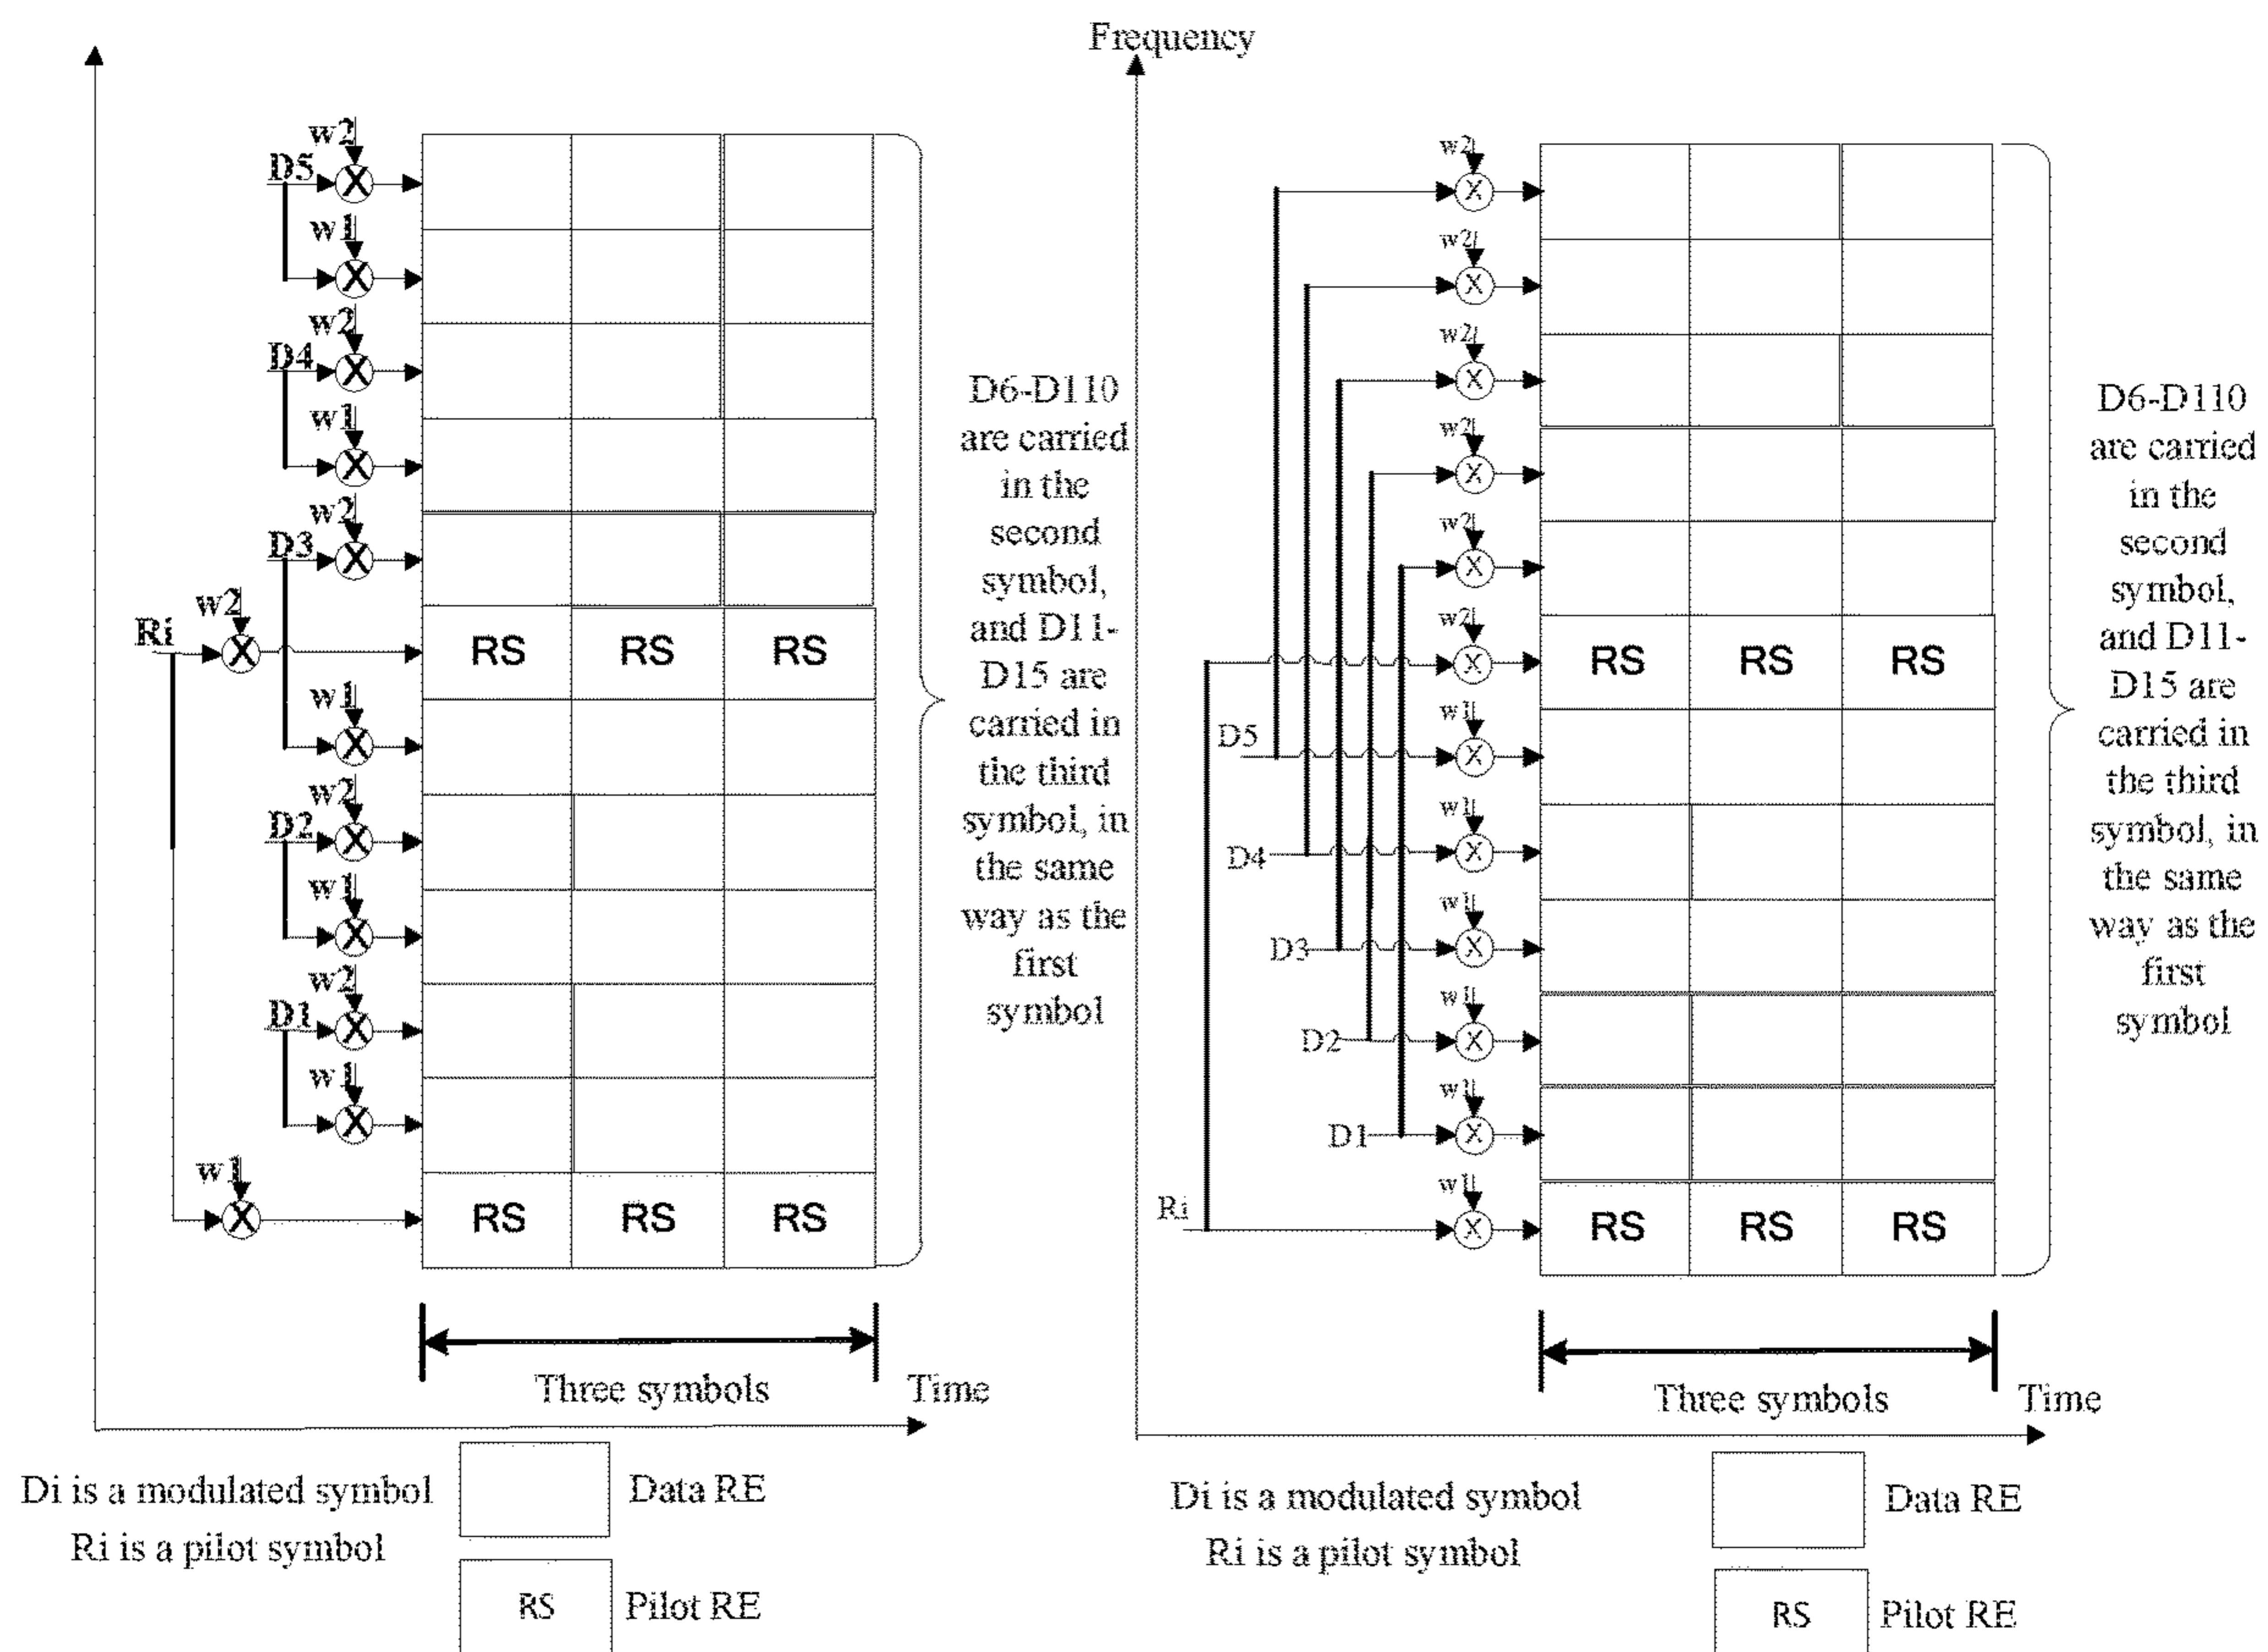 w2
D5
w1
w2
D4
w1
w2
D3
w2
Ri
w1
w2
D2
w1
w2
D1
w1
w1
RS RS RS
RS RS RS
D6-D110
are carried
in the
second
symbol,
and D11-
D15 are
carried in
the third
symbol, in
the same
way as the
first
symbol
Three symbols
Time
Di is a modulated symbol
Ri is a pilot symbol
Data RE
RS
Pilot RE
Frequency
w2
w2
w2
w2
w2
w2
w1
D5
w1
D4
w1
D3
w1
D2
w1
D1
w1
Ri
RS RS RS
RS RS RS
D6-D110
are carried
in the
second
symbol,
and D11-
D15 are
carried in
the third
symbol, in
the same
way as the
first
symbol
Three symbols
Time
Di is a modulated symbol
Ri is a pilot symbol
Data RE
RS
Pilot RE